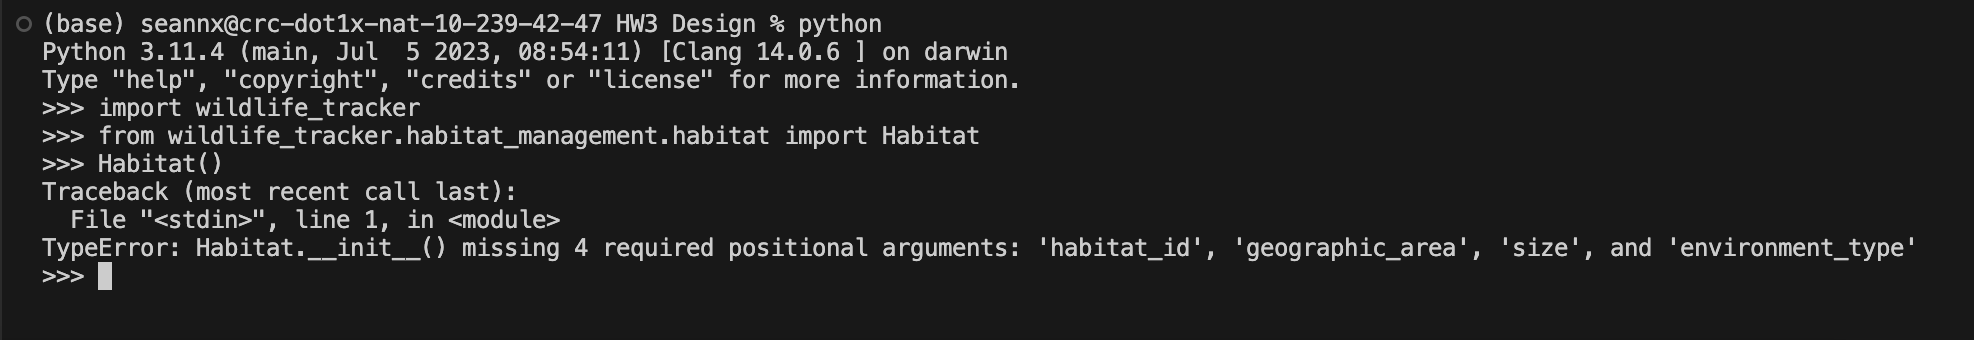 (base) seannx@crc-dot1x-nat-10-239-42-47 HW3 Design % python
Python 3.11.4 (main, Jul  5 2023, 08:54:11) [Clang 14.0.6 ] on darwin
Type "help", "copyright", "credits" or "license" for more information.
>>> import wildlife_tracker
>>> from wildlife_tracker.habitat_management.habitat import Habitat
>>> Habitat()
Traceback (most recent call last):
  File "<stdin>", line 1, in <module>
TypeError: Habitat.__init__() missing 4 required positional arguments: 'habitat_id', 'geographic_area', 'size', and 'environment_type'
>>>